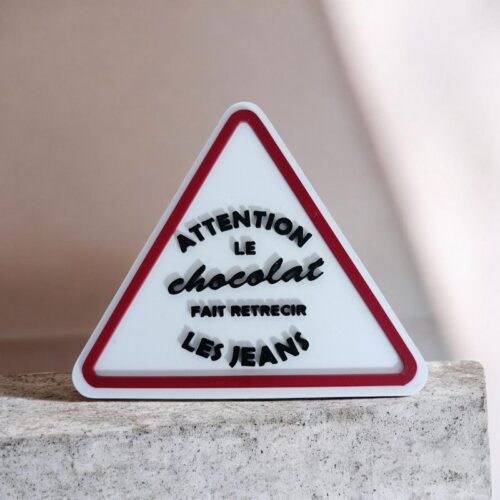 ATTENTION
LE
chocolat
FAIT RETRECIR
LES JEANS